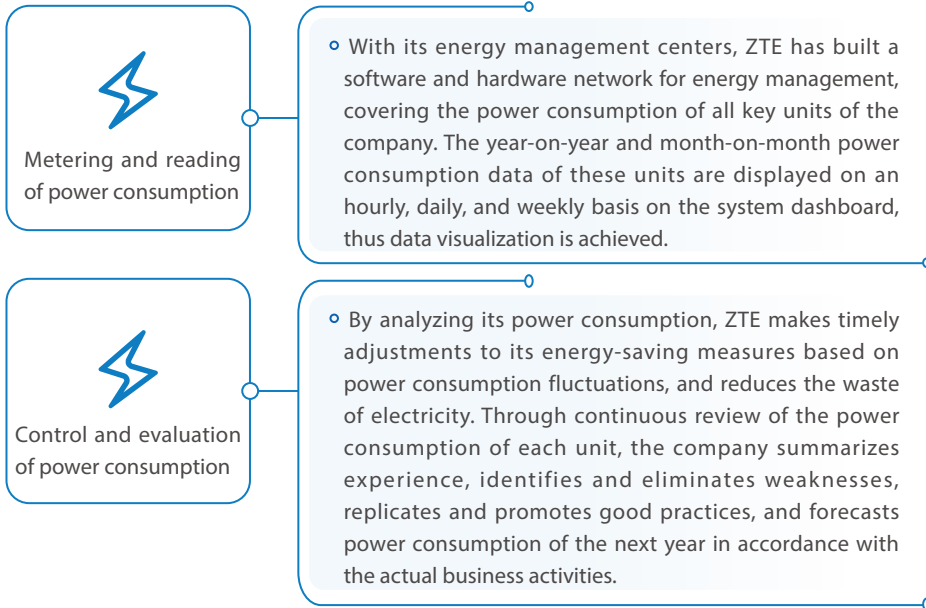 Metering and reading
of power consumption
With its energy management centers, ZTE has built a
software and hardware network for energy management,
covering the power consumption of all key units of the
company. The year-on-year and month-on-month power
consumption data of these units are displayed on an
hourly, daily, and weekly basis on the system dashboard,
thus data visualization is achieved.
Control and evaluation
of power consumption
By analyzing its power consumption, ZTE makes timely
adjustments to its energy-saving measures based on
power consumption fluctuations, and reduces the waste
of electricity. Through continuous review of the power
consumption of each unit, the company summarizes
experience, identifies and eliminates weaknesses,
replicates and promotes good practices, and forecasts
power consumption of the next year in accordance with
the actual business activities.